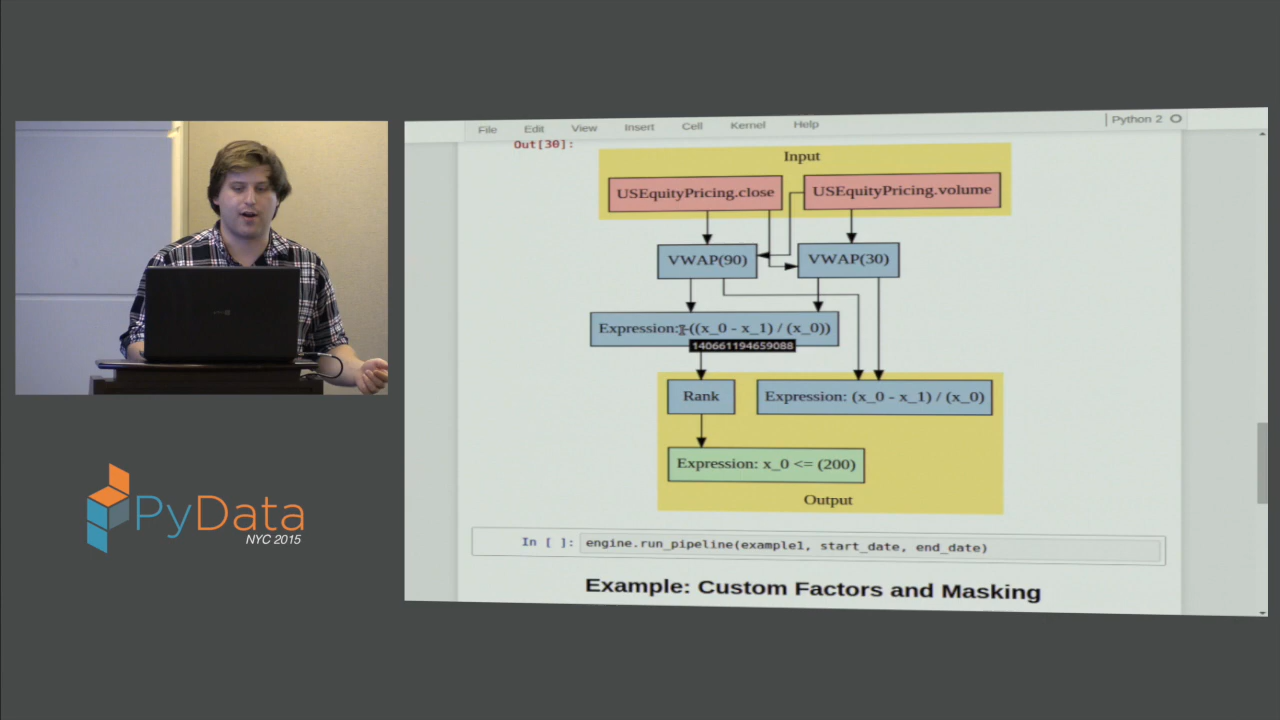 File Edit View Insert Cell Kernel Help
Python 2
Out[30]:
Input
USEquityPricing.close
USEquityPricing.volume
VWAP(90)
VWAP(30)
Expression: -((x_0 - x_1) / (x_0))
140661194659088
Rank
Expression: (x_0 - x_1) / (x_0)
Expression: x_0 <= (200)
Output
In [ ]: engine.run_pipeline(example1, start_date, end_date)
Example: Custom Factors and Masking
PyData
NYC 2015